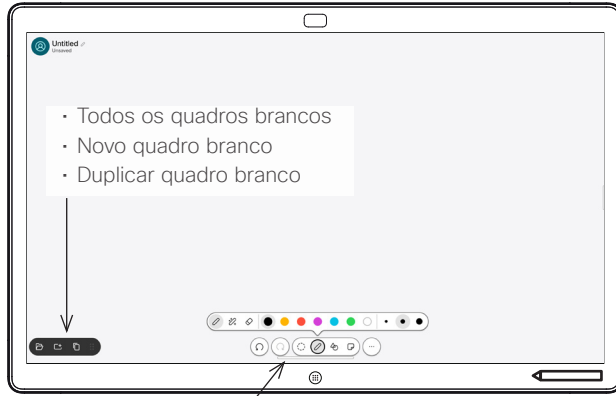 Untitled
Unsaved
· Todos os quadros brancos
· Novo quadro branco
· Duplicar quadro branco